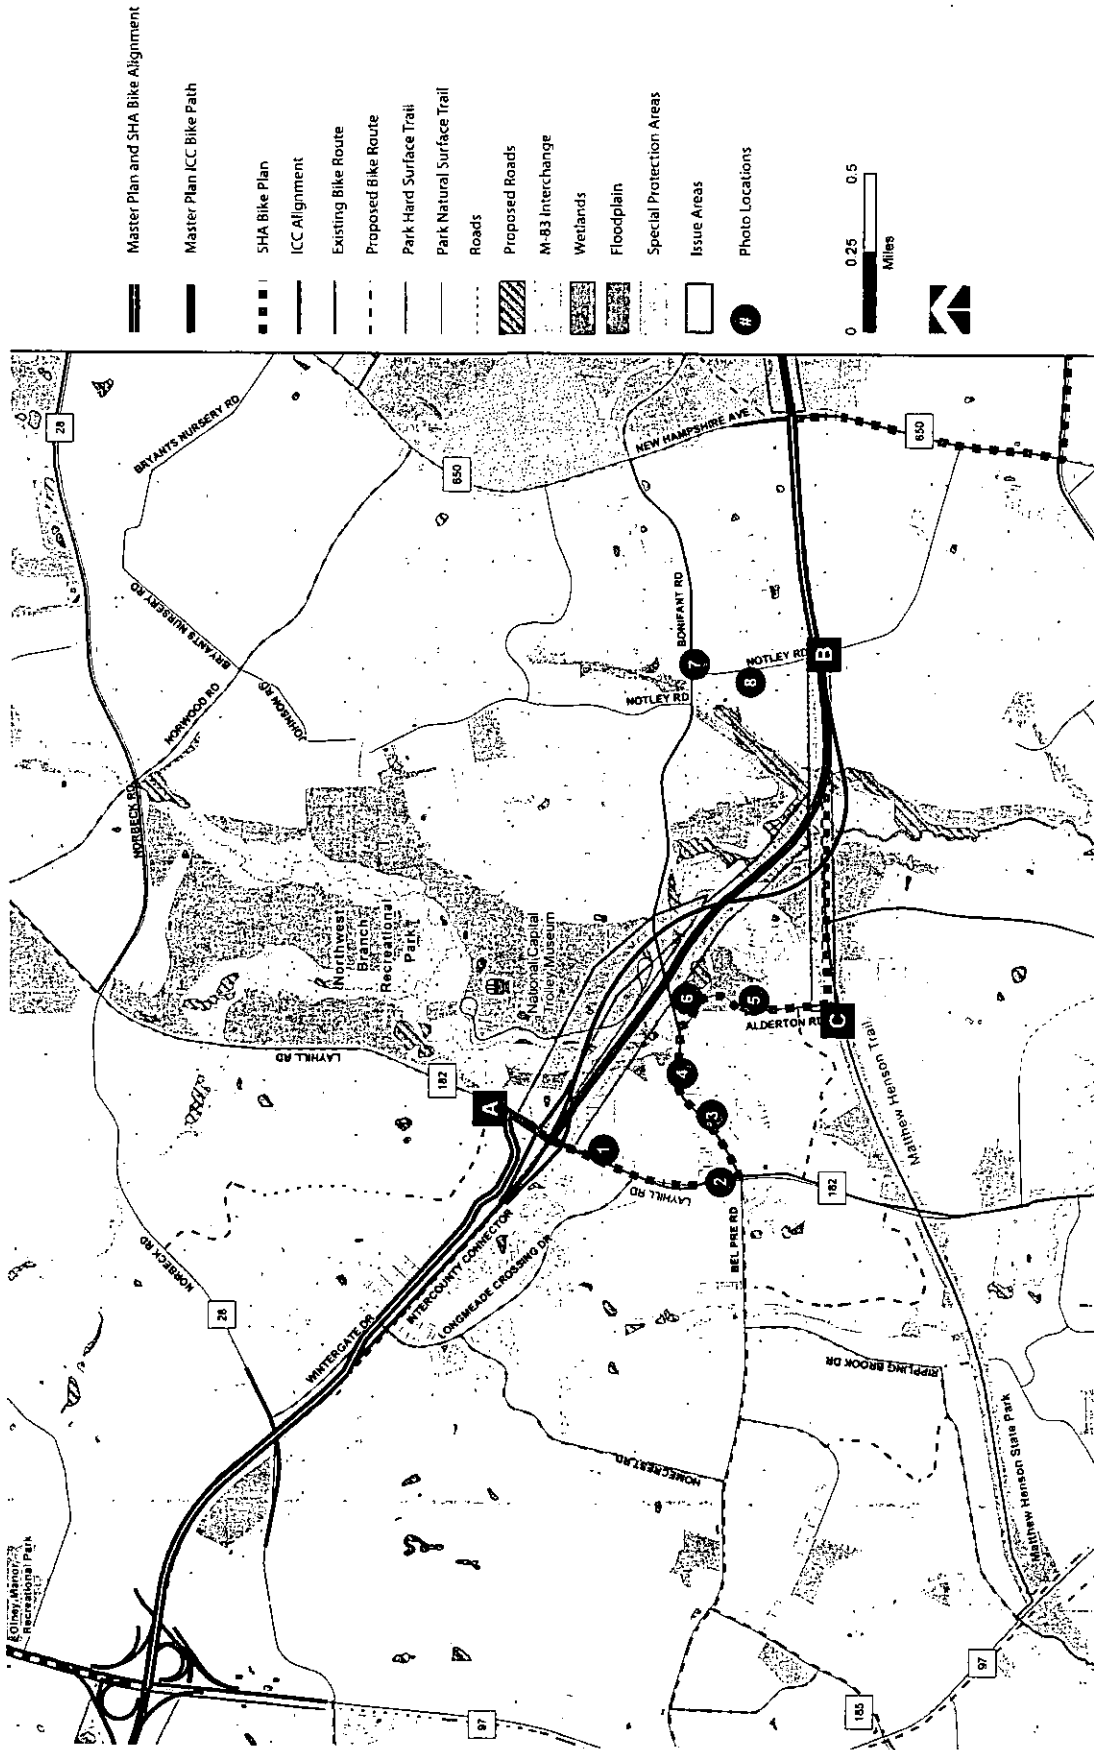 Master Plan and SHA Bike Alignment
Master Plan ICC Bike Path
SHA Bike Plan
ICC Alignment
Existing Bike Route
Proposed Bike Route
Park Hard Surface Trail
Park Natural Surface Trail
Roads
Proposed Roads
M-83 Interchange
Wetlands
Floodplain
Special Protection Areas
Issue Areas
#
Photo Locations
0
0.25
0.5
Miles
Olney Manor
Recreational Park
97
28
NORBECK RD
WINTERGATE DR
INTERCOUNTY CONNECTOR
LONGMEADE CROSSING DR
HOMECREST RD
BEL PRE RD
RIPPLING BROOK DR
Matthew Henson State Park
97
185
182
LAYHILL RD
182
LAYHILL RD
A
1
2
3
4
5
6
ALDERTON RD
C
Matthew Henson Trail
National Capital
Trolley Museum
Northwest
Branch
Recreational
Park
NORBECK RD
28
NORWOOD RD
JOHNSON RD
BRYANTS NURSERY RD
BRYANTS NURSERY RD
650
NEW HAMPSHIRE AVE
650
BONIFANT RD
NOTLEY RD
NOTLEY RD
7
8
B